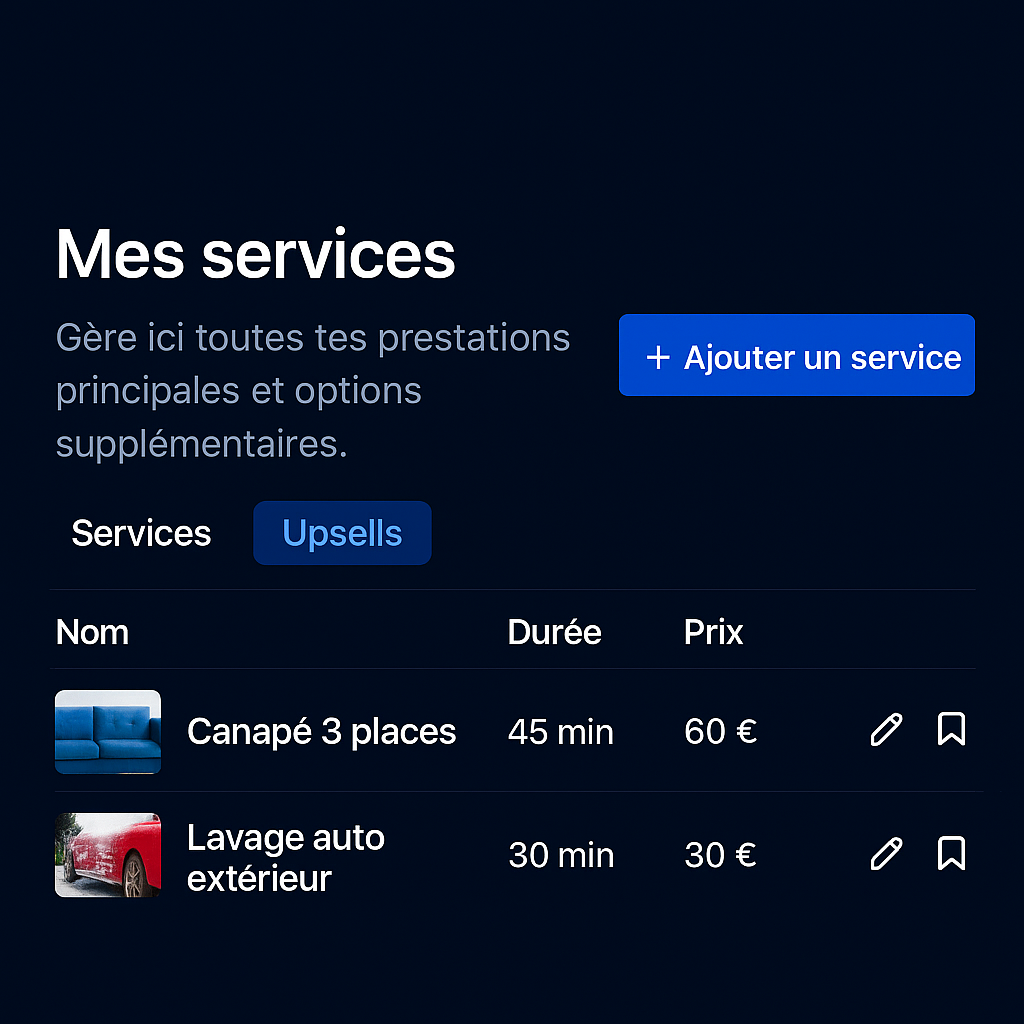 Mes services
Gère ici toutes tes prestations
principales et options
supplémentaires.
+ Ajouter un service
Services
Upsells
Nom
Durée
Prix
Canapé 3 places
45 min
60 €
Lavage auto
extérieur
30 min
30 €